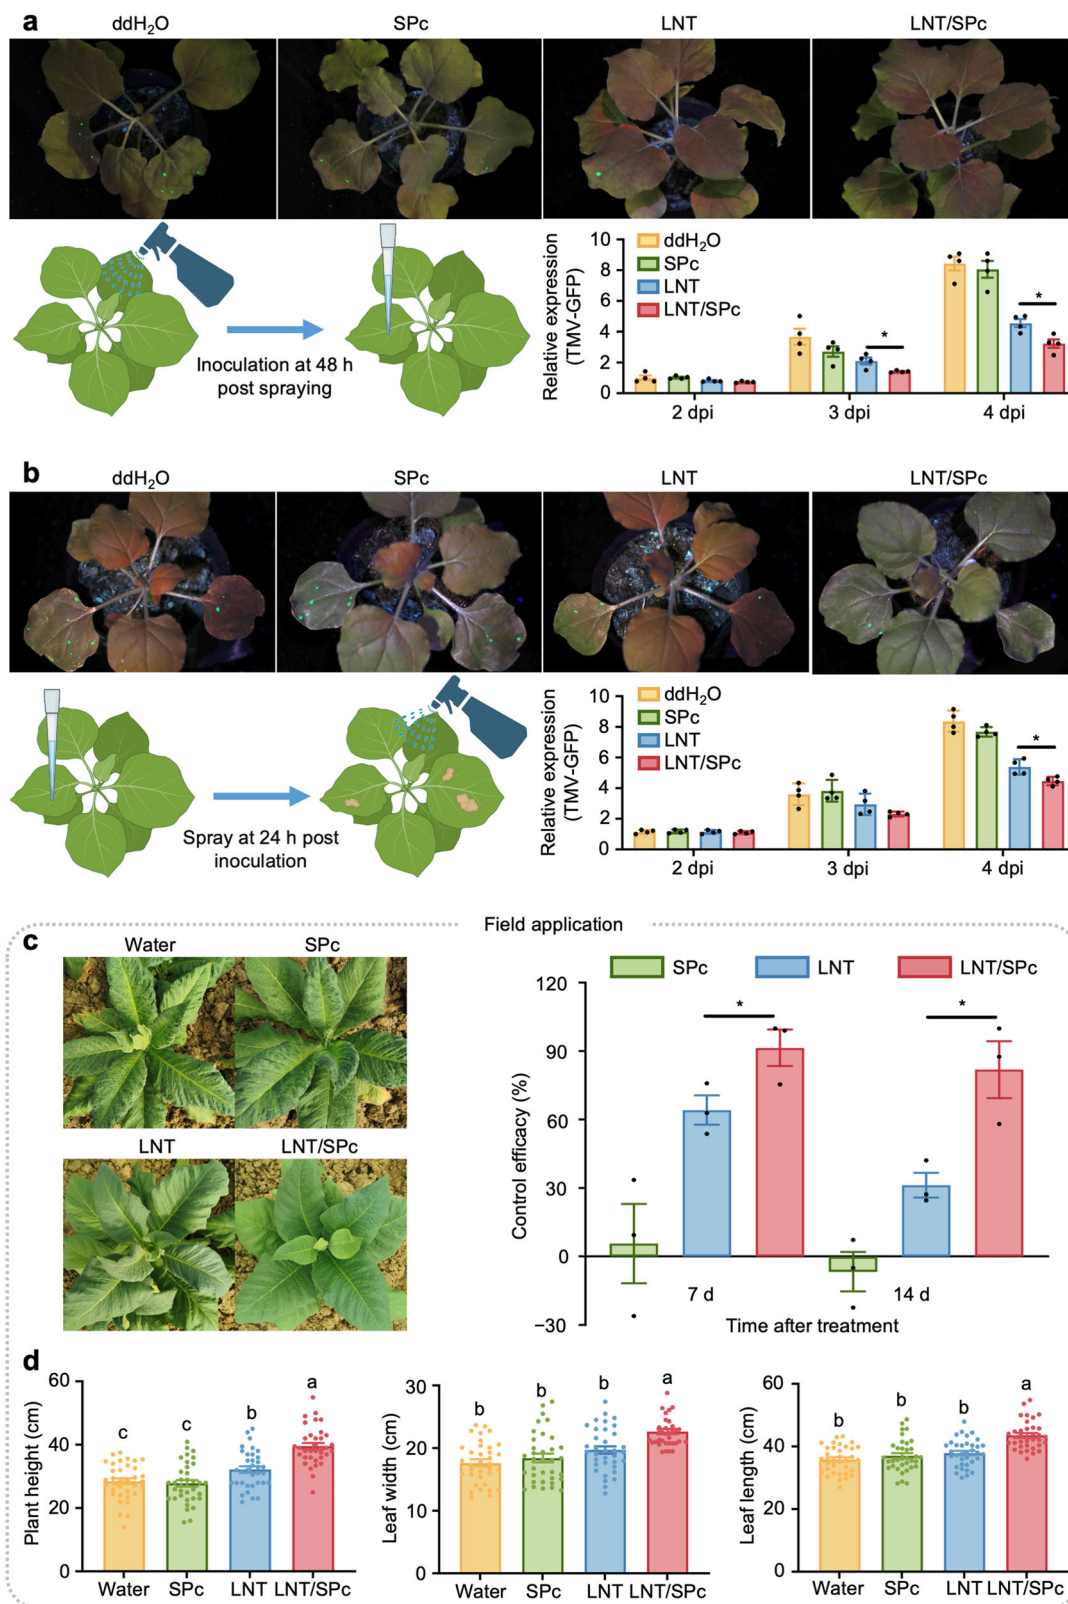 a
ddH₂O SPc LNT LNT/SPc
Inoculation at 48 h
post spraying
Relative expression
(TMV-GFP)
10
8
6
4
2
0
ddH₂O
SPc
LNT
LNT/SPc
*
*
2 dpi 3 dpi 4 dpi
b
ddH₂O SPc LNT LNT/SPc
Spray at 24 h post
inoculation
Relative expression
(TMV-GFP)
10
8
6
4
2
0
ddH₂O
SPc
LNT
LNT/SPc
*
2 dpi 3 dpi 4 dpi
Field application
c
Water SPc
LNT LNT/SPc
SPc LNT LNT/SPc
Control efficacy (%)
120
90
60
30
0
−30
*
*
7 d 14 d
Time after treatment
d
Plant height (cm)
60
40
20
0
c c b a
Water SPc LNT LNT/SPc
Leaf width (cm)
30
20
10
0
b b b a
Water SPc LNT LNT/SPc
Leaf length (cm)
60
40
20
0
b b b a
Water SPc LNT LNT/SPc